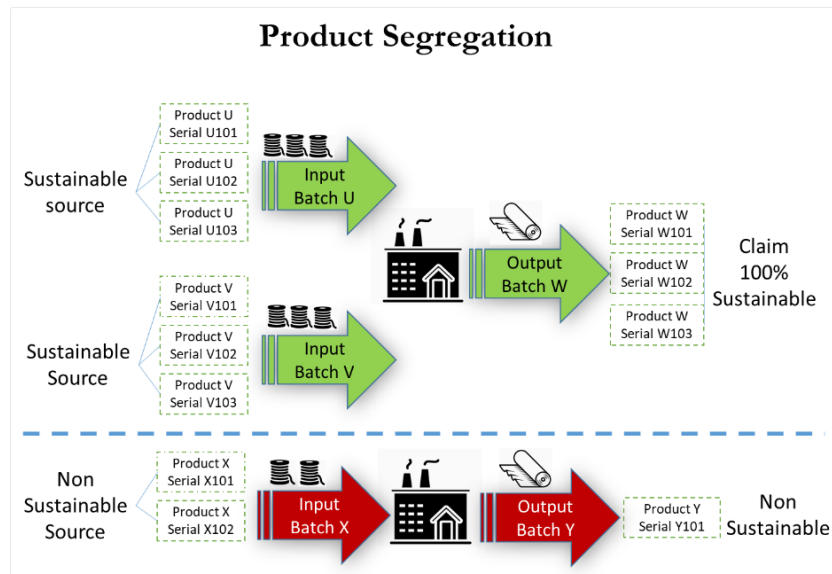 Product Segregation
Sustainable
source
Product U
Serial U101
Product U
Serial U102
Product U
Serial U103
Input
Batch U
Sustainable
Source
Product V
Serial V101
Product V
Serial V102
Product V
Serial V103
Input
Batch V
Output
Batch W
Product W
Serial W101
Product W
Serial W102
Product W
Serial W103
Claim
100%
Sustainable
Non
Sustainable
Source
Product X
Serial X101
Product X
Serial X102
Input
Batch X
Output
Batch Y
Product Y
Serial Y101
Non
Sustainable